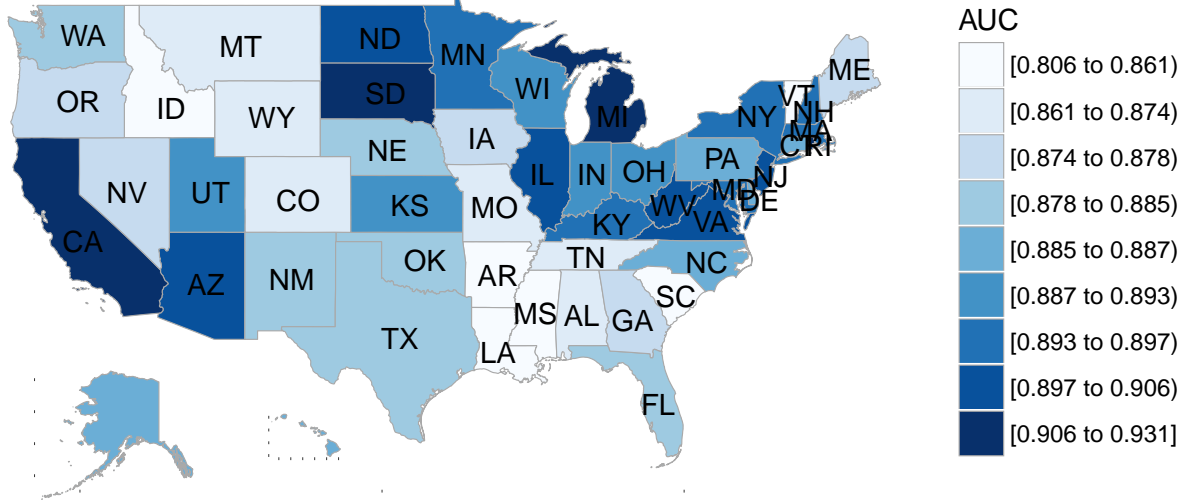 AUC
[0.806 to 0.861)
[0.861 to 0.874)
[0.874 to 0.878)
[0.878 to 0.885)
[0.885 to 0.887)
[0.887 to 0.893)
[0.893 to 0.897)
[0.897 to 0.906)
[0.906 to 0.931]
WA
MT
ND
MN
WI
MI
ME
OR
ID
WY
SD
IA
NY
VT
NH
MA
CT
RI
NE
PA
NV
UT
CO
KS
MO
IL
IN
OH
NJ
MD
DE
WV
VA
KY
CA
AZ
NM
OK
AR
TN
NC
SC
TX
LA
MS
AL
GA
FL